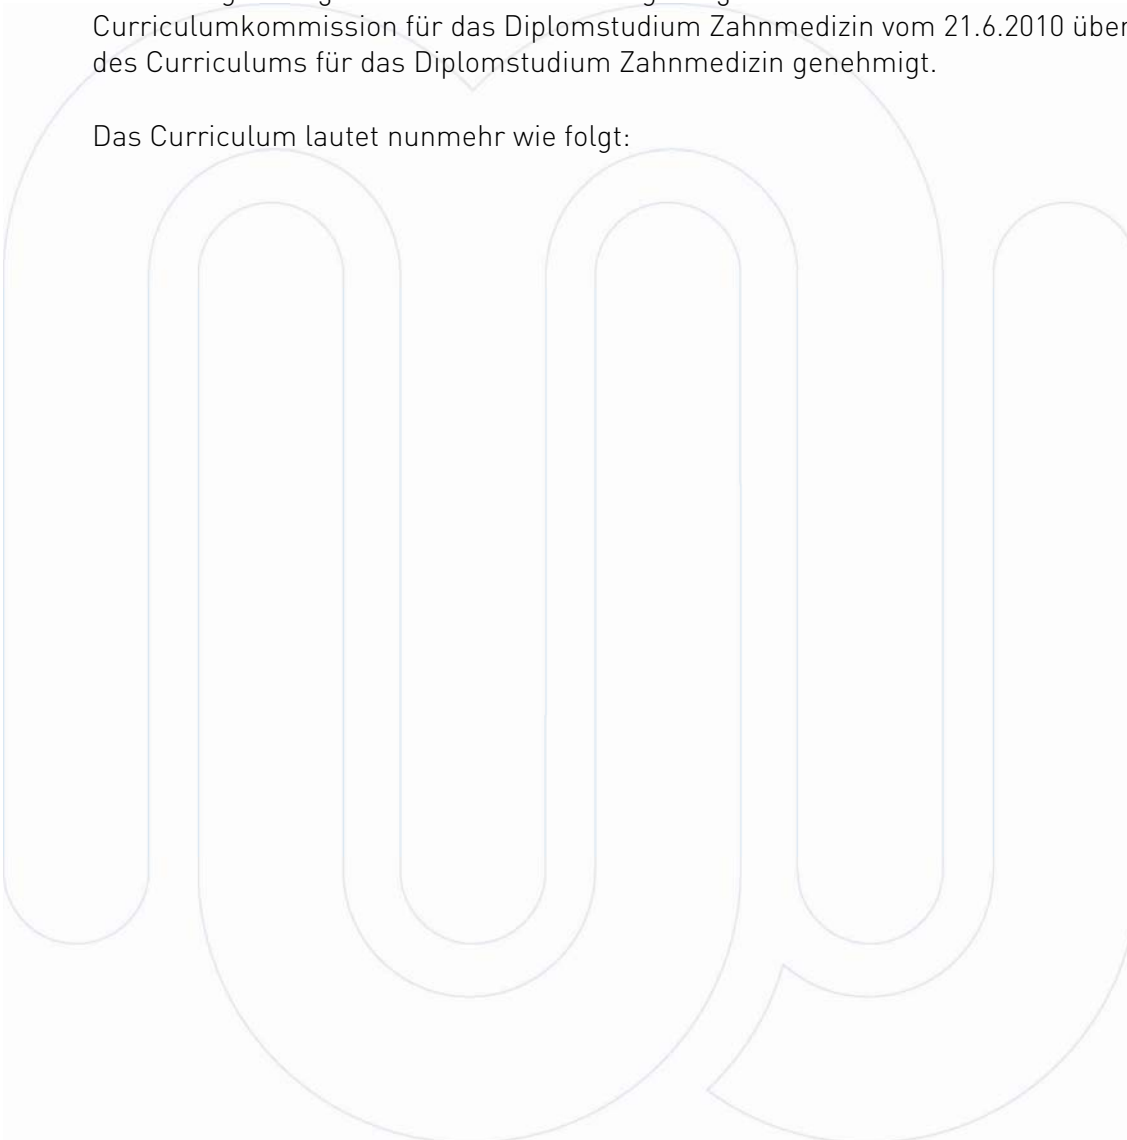 Curriculumkommission für das Diplomstudium Zahnmedizin vom 21.6.2010 über
des Curriculums für das Diplomstudium Zahnmedizin genehmigt.
Das Curriculum lautet nunmehr wie folgt: